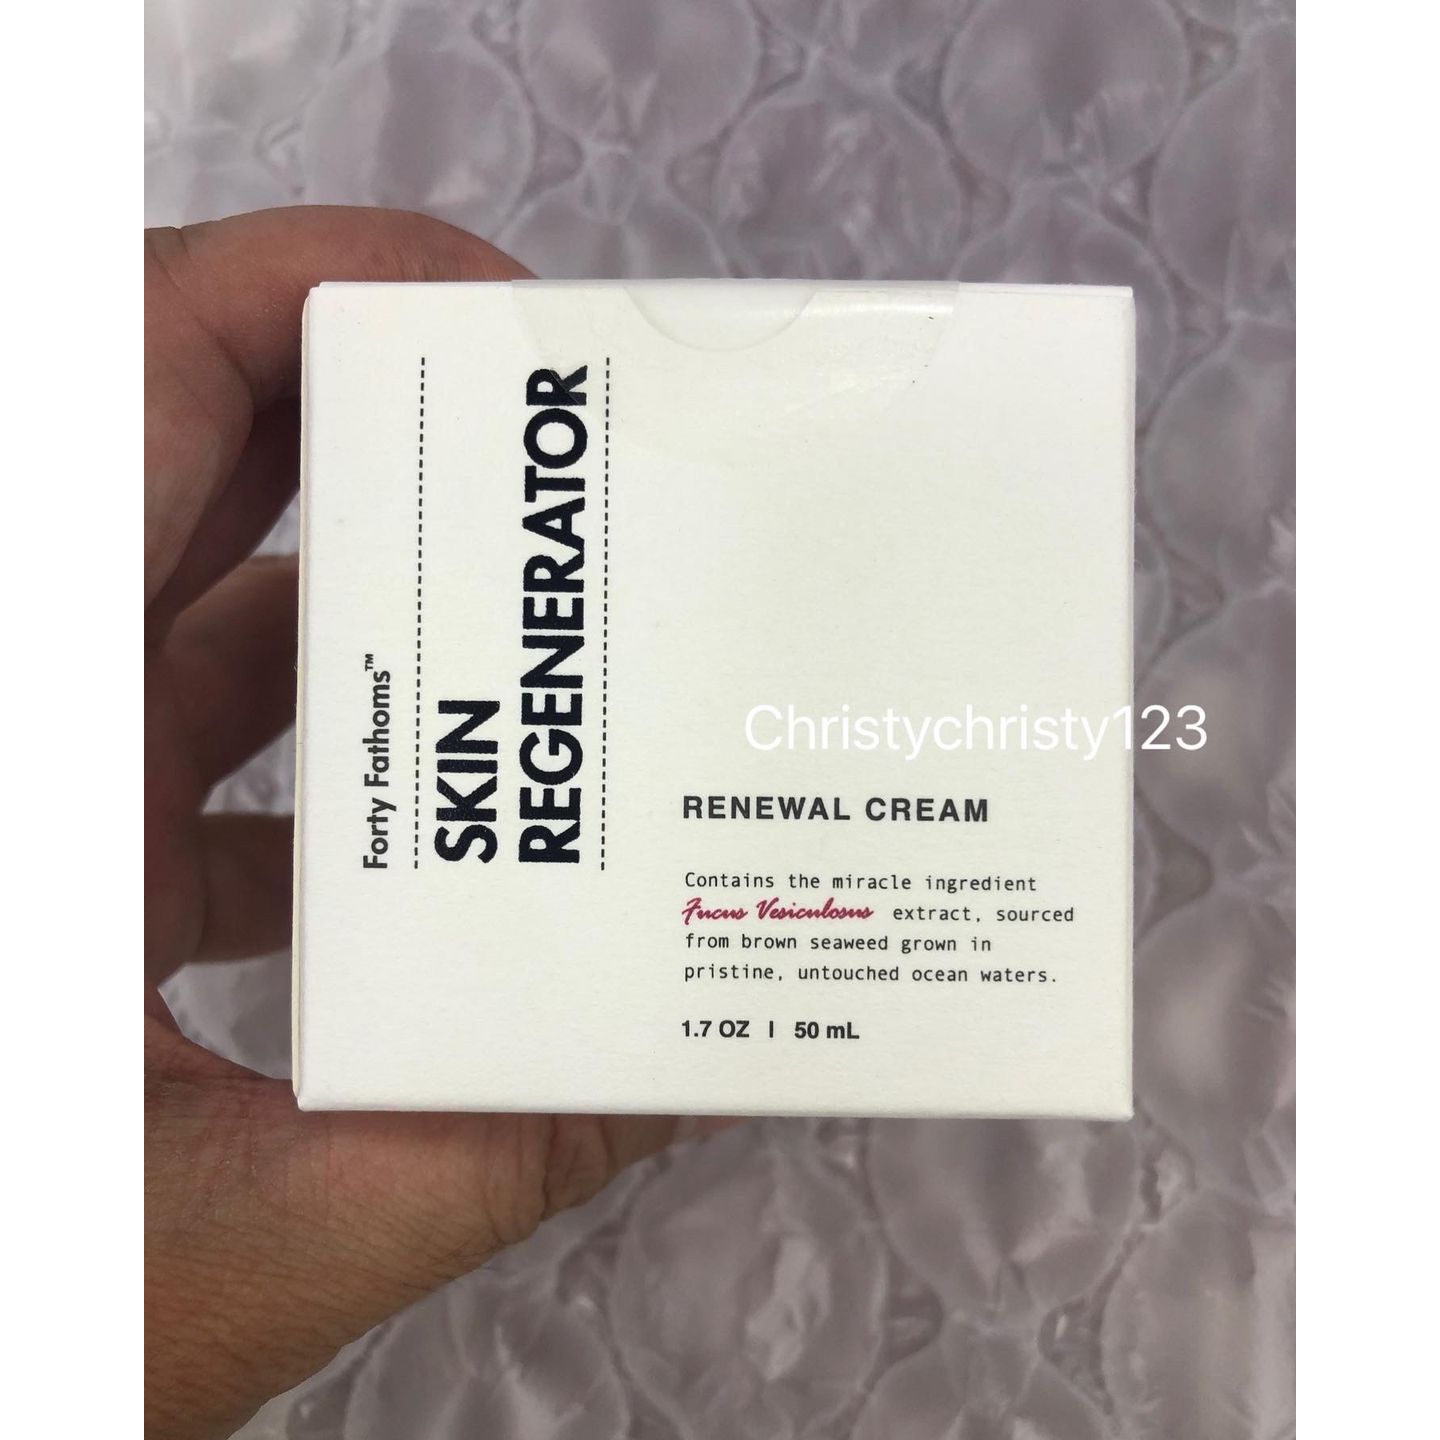 Forty Fathoms™
SKIN
REGENERATOR
Christychristy123
RENEWAL CREAM
Contains the miracle ingredient
Fucus Vesiculosus extract, sourced
from brown seaweed grown in
pristine, untouched ocean waters.
1.7 OZ | 50 mL